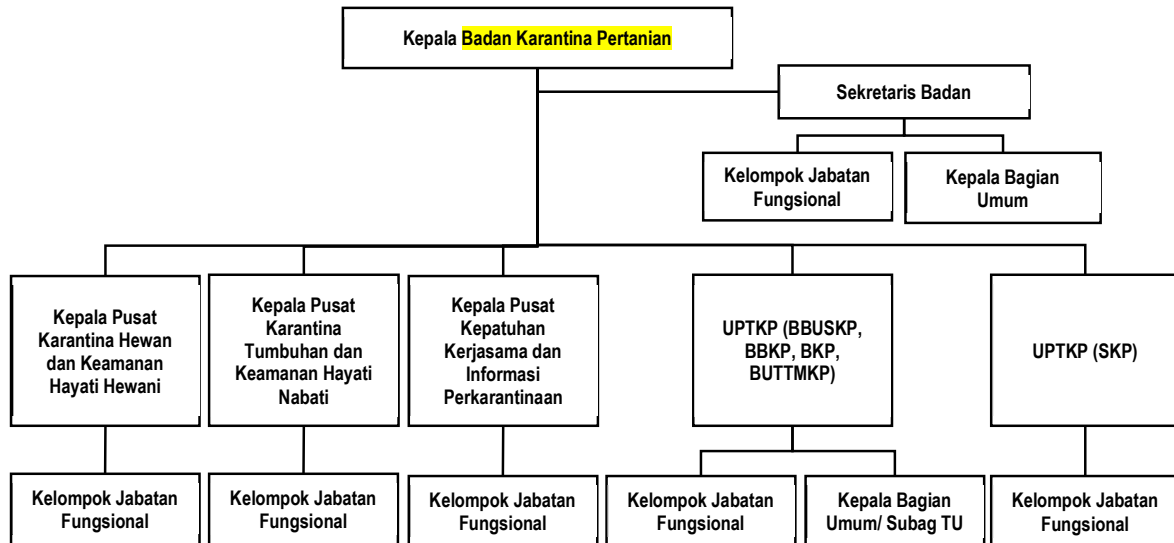 Kepala Badan Karantina Pertanian
Sekretaris Badan
Kelompok Jabatan
Fungsional
Kepala Bagian
Umum
Kepala Pusat
Karantina Hewan
dan Keamanan
Hayati Hewani
Kepala Pusat
Karantina
Tumbuhan dan
Keamanan Hayati
Nabati
Kepala Pusat
Kepatuhan
Kerjasama dan
Informasi
Perkarantinaan
UPTKP (BBUSKP,
BBKP, BKP,
BUTTMKP)
UPTKP (SKP)
Kelompok Jabatan
Fungsional
Kelompok Jabatan
Fungsional
Kelompok Jabatan
Fungsional
Kelompok Jabatan
Fungsional
Kepala Bagian
Umum/ Subag TU
Kelompok Jabatan
Fungsional